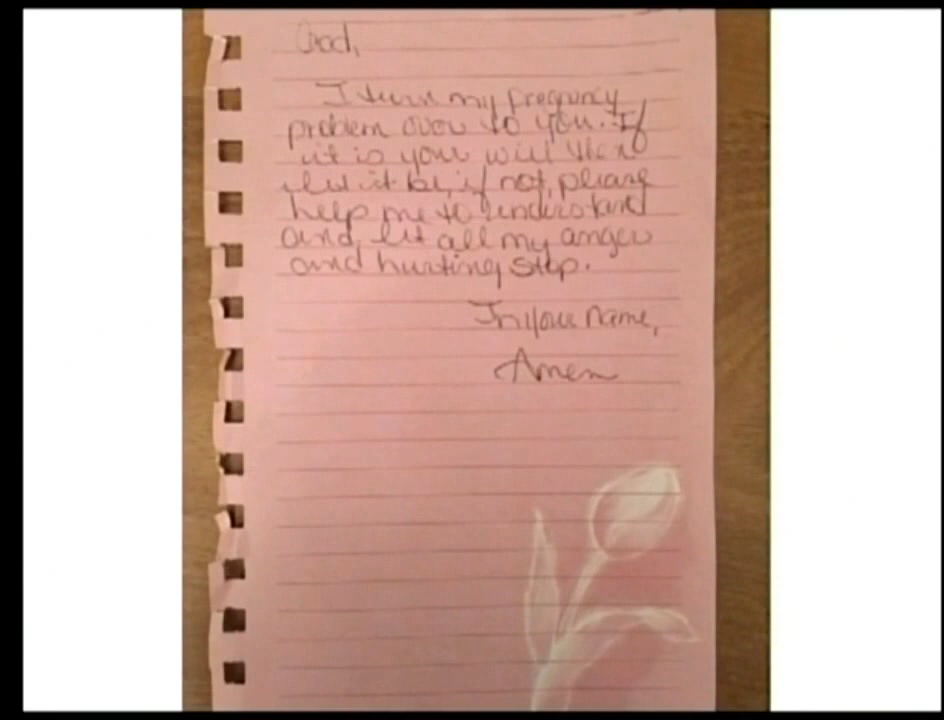 God,
I turn my pregnancy
problem over to you. If
it is your will then
let it be, if not, please
help me to understand
and, let all my anger
and hurting stop.
In your name,
Amen